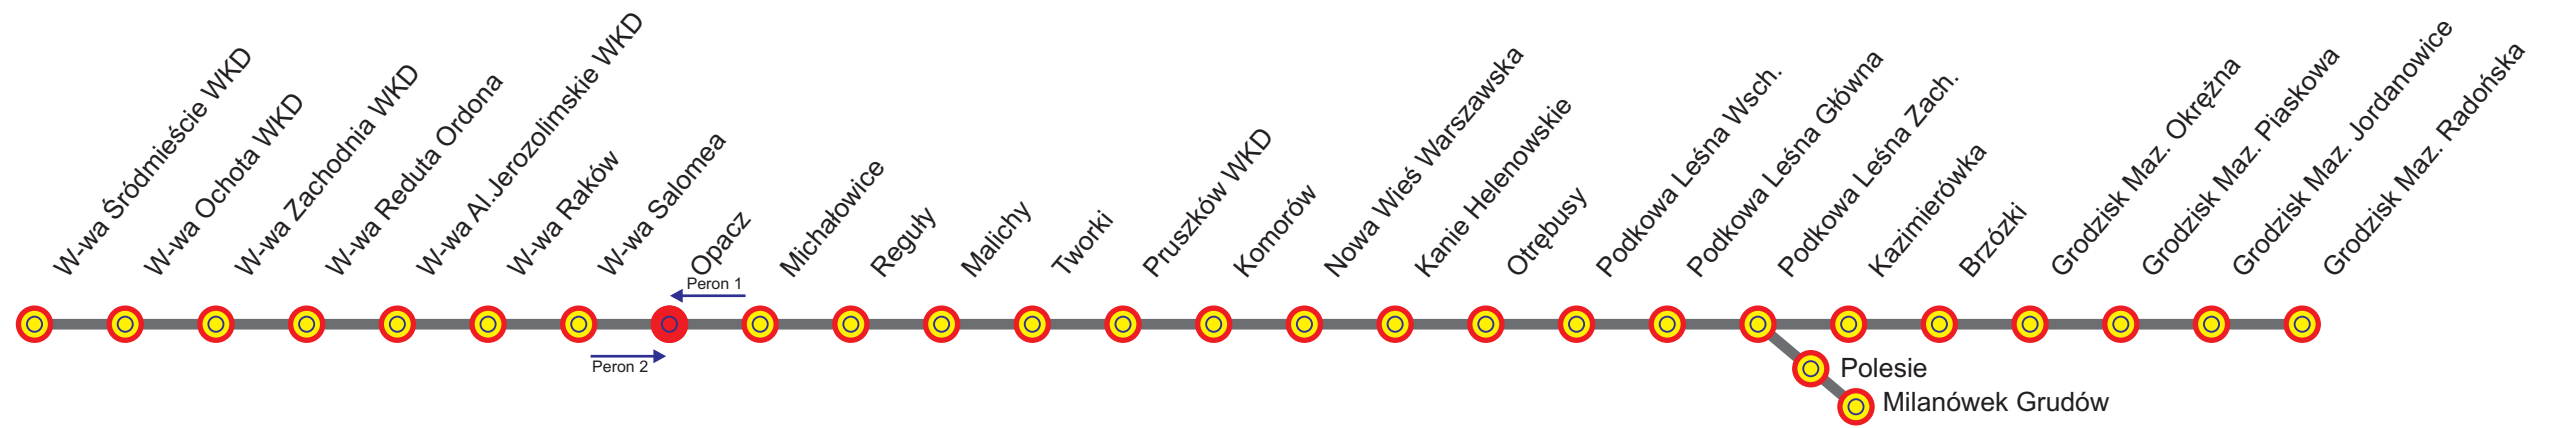 W-wa Śródmieście WKD
W-wa Ochota WKD
W-wa Zachodnia WKD
W-wa Reduta Ordona
W-wa Al.Jerozolimskie WKD
W-wa Raków
W-wa Salomea
Opacz
Michałowice
Reguły
Malichy
Tworki
Pruszków WKD
Komorów
Nowa Wieś Warszawska
Kanie Helenowskie
Otrębusy
Podkowa Leśna Wsch.
Podkowa Leśna Główna
Podkowa Leśna Zach.
Kazimierówka
Brzózki
Grodzisk Maz. Okrężna
Grodzisk Maz. Piaskowa
Grodzisk Maz. Jordanowice
Grodzisk Maz. Radońska
Peron 1
Peron 2
Polesie
Milanówek Grudów